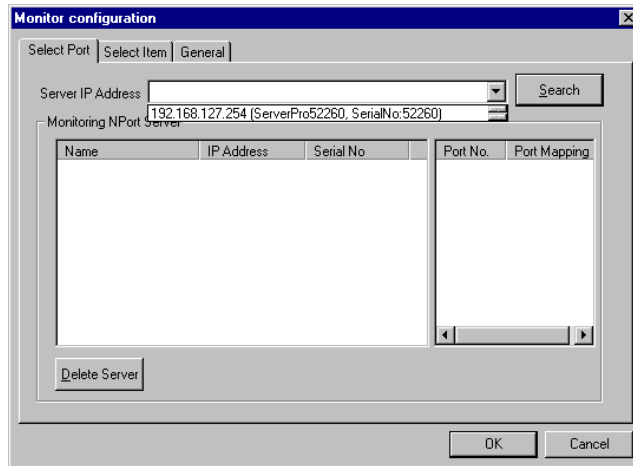 Monitor configuration
Select Port Select Item General
Server IP Address Search
192.168.127.254 (ServerPro52260, SerialNo:52260)
Monitoring NPort Server
Name IP Address Serial No Port No. Port Mapping
Delete Server
OK Cancel